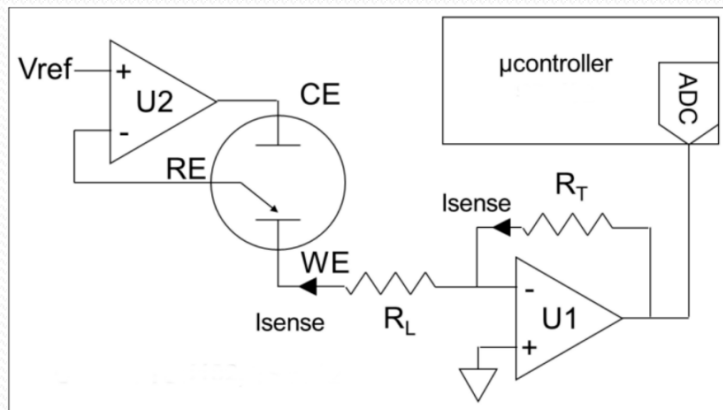 Vref
+
-
U2
CE
RE
WE
Isense
RL
Isense
RT
-
+
U1
µcontroller
ADC